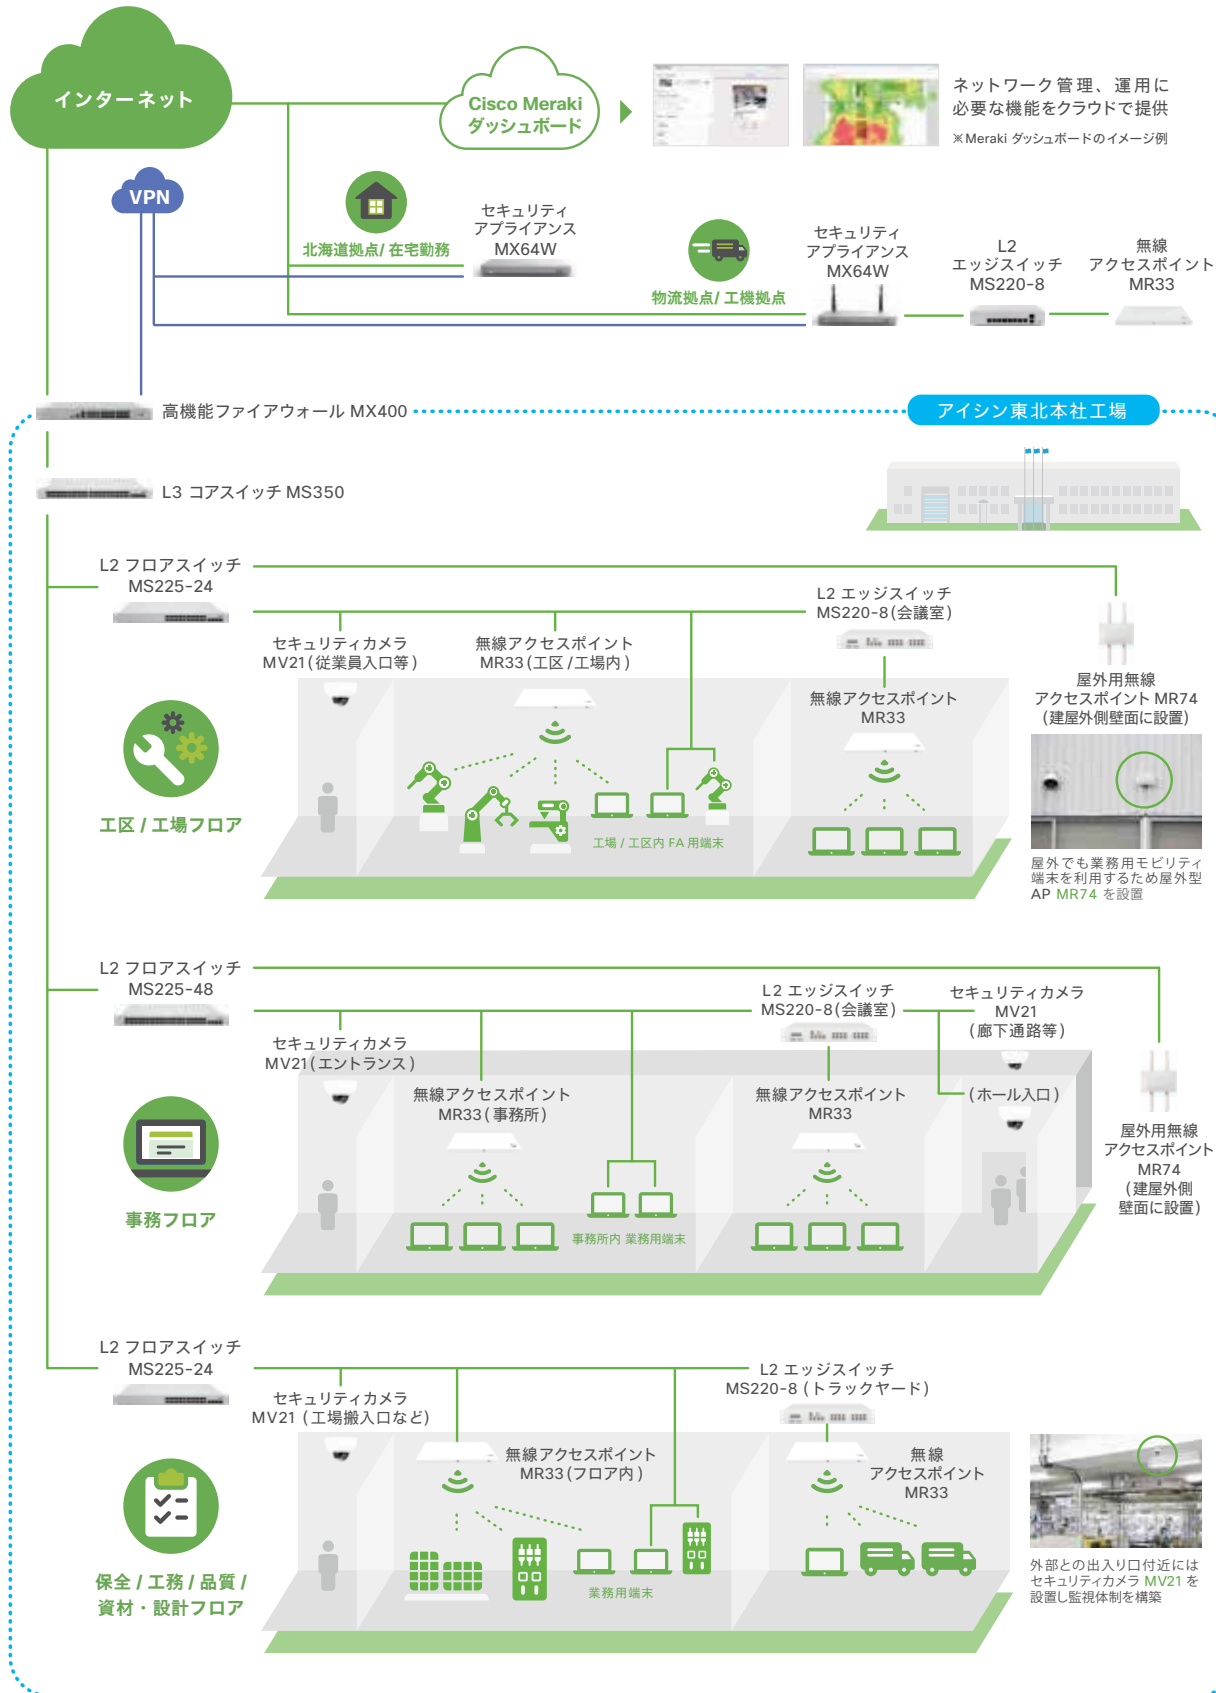 インターネット
Cisco Meraki
ダッシュボード
ネットワーク管理、運用に
必要な機能をクラウドで提供
※Meraki ダッシュボードのイメージ例
VPN
北海道拠点/ 在宅勤務
セキュリティ
アプライアンス
MX64W
物流拠点/ 工機拠点
セキュリティ
アプライアンス
MX64W
L2
エッジスイッチ
MS220-8
無線
アクセスポイント
MR33
高機能ファイアウォール MX400
アイシン東北本社工場
L3 コアスイッチ MS350
L2 フロアスイッチ
MS225-24
セキュリティカメラ
MV21(従業員入口等)
無線アクセスポイント
MR33(工区/工場内)
L2 エッジスイッチ
MS220-8(会議室)
無線アクセスポイント
MR33
屋外用無線
アクセスポイント MR74
(建屋外側壁面に設置)
工区 / 工場フロア
工場 / 工区内 FA 用端末
屋外でも業務用モビリティ
端末を利用するため屋外型
AP MR74 を設置
L2 フロアスイッチ
MS225-48
セキュリティカメラ
MV21(エントランス)
無線アクセスポイント
MR33(事務所)
L2 エッジスイッチ
MS220-8(会議室)
無線アクセスポイント
MR33
セキュリティカメラ
MV21
(廊下通路等)
(ホール入口)
屋外用無線
アクセスポイント
MR74
(建屋外側
壁面に設置)
事務フロア
事務所内 業務用端末
L2 フロアスイッチ
MS225-24
セキュリティカメラ
MV21 (工場搬入口など)
無線アクセスポイント
MR33(フロア内)
L2 エッジスイッチ
MS220-8 (トラックヤード)
無線
アクセスポイント
MR33
保全 / 工務 / 品質 /
資材・設計フロア
業務用端末
外部との出入り口付近には
セキュリティカメラ MV21 を
設置し監視体制を構築